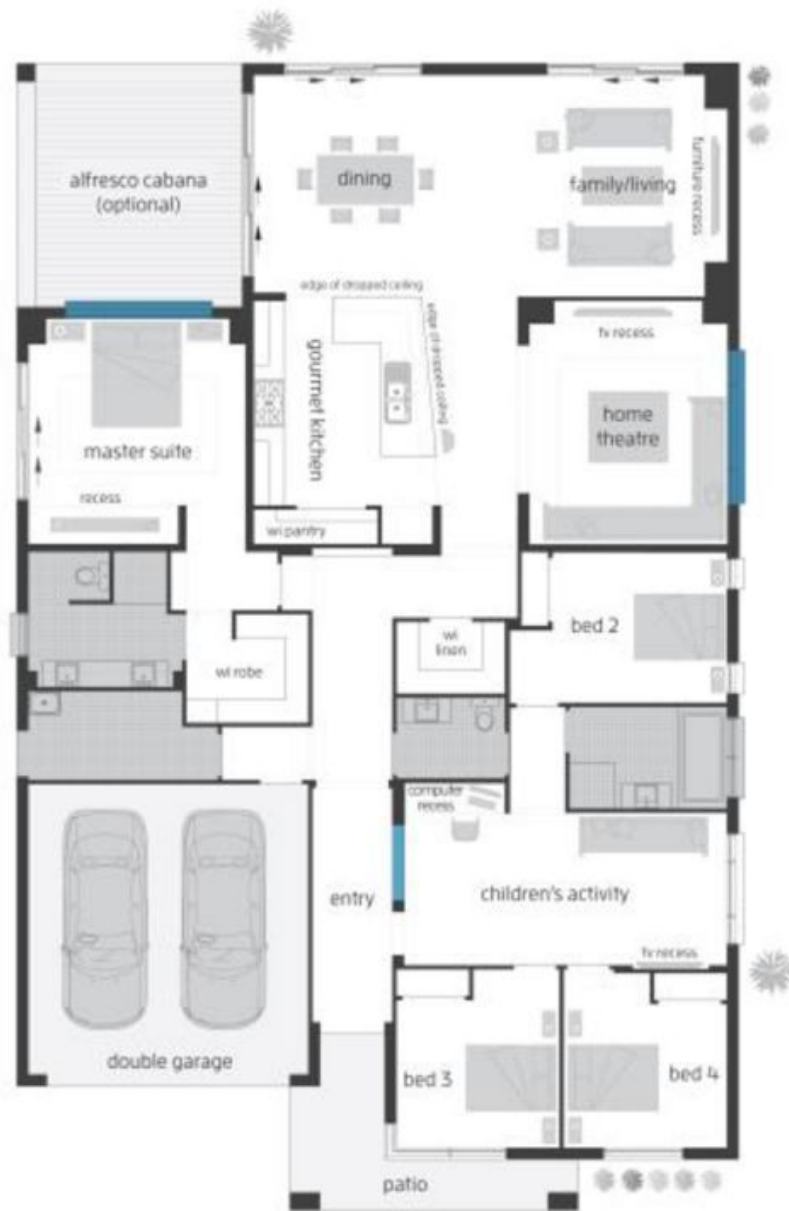 alfresco cabana
(optional)
dining
family/living
furniture recess
edge of dropped ceiling
edge of dropped ceiling
gourmet kitchen
tv recess
home
theatre
master suite
recess
wi pantry
bed 2
wi
linen
wi robe
computer
recess
entry
children's activity
tv recess
double garage
bed 3
bed 4
patio